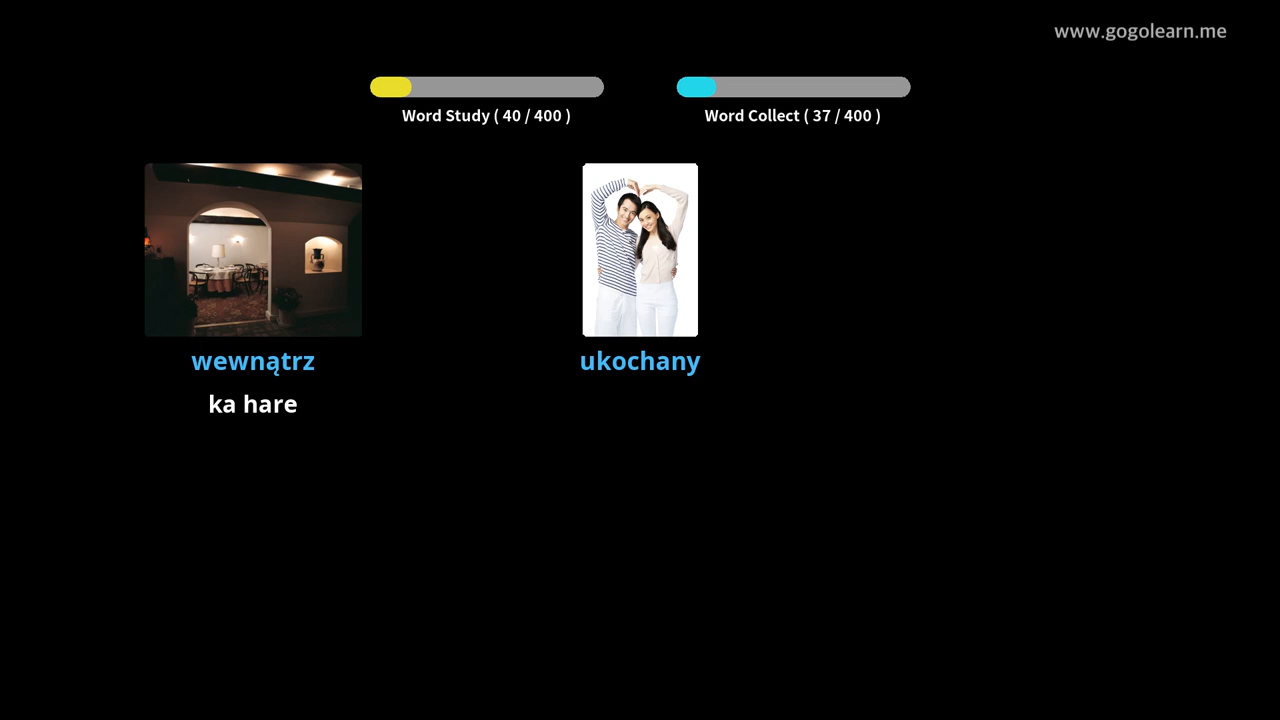 www.gogolearn.me
Word Study ( 40 / 400 )
Word Collect ( 37 / 400 )
wewnątrz
ukochany
ka hare